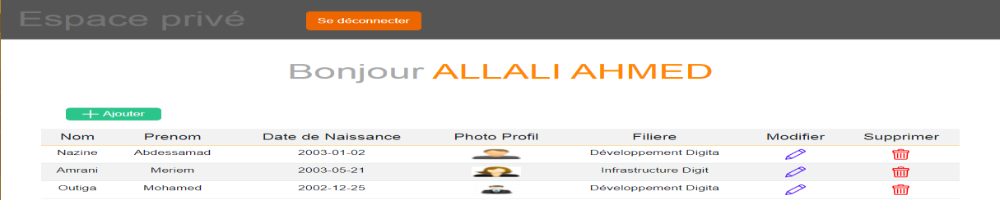 Espace privé Se déconnecter
Bonjour ALLALI AHMED
Ajouter
Nom Prenom Date de Naissance Photo Profil Filiere Modifier Supprimer
Nazine Abdessamad 2003-01-02 Développement Digita
Amrani Meriem 2003-05-21 Infrastructure Digit
Outiga Mohamed 2002-12-25 Développement Digita